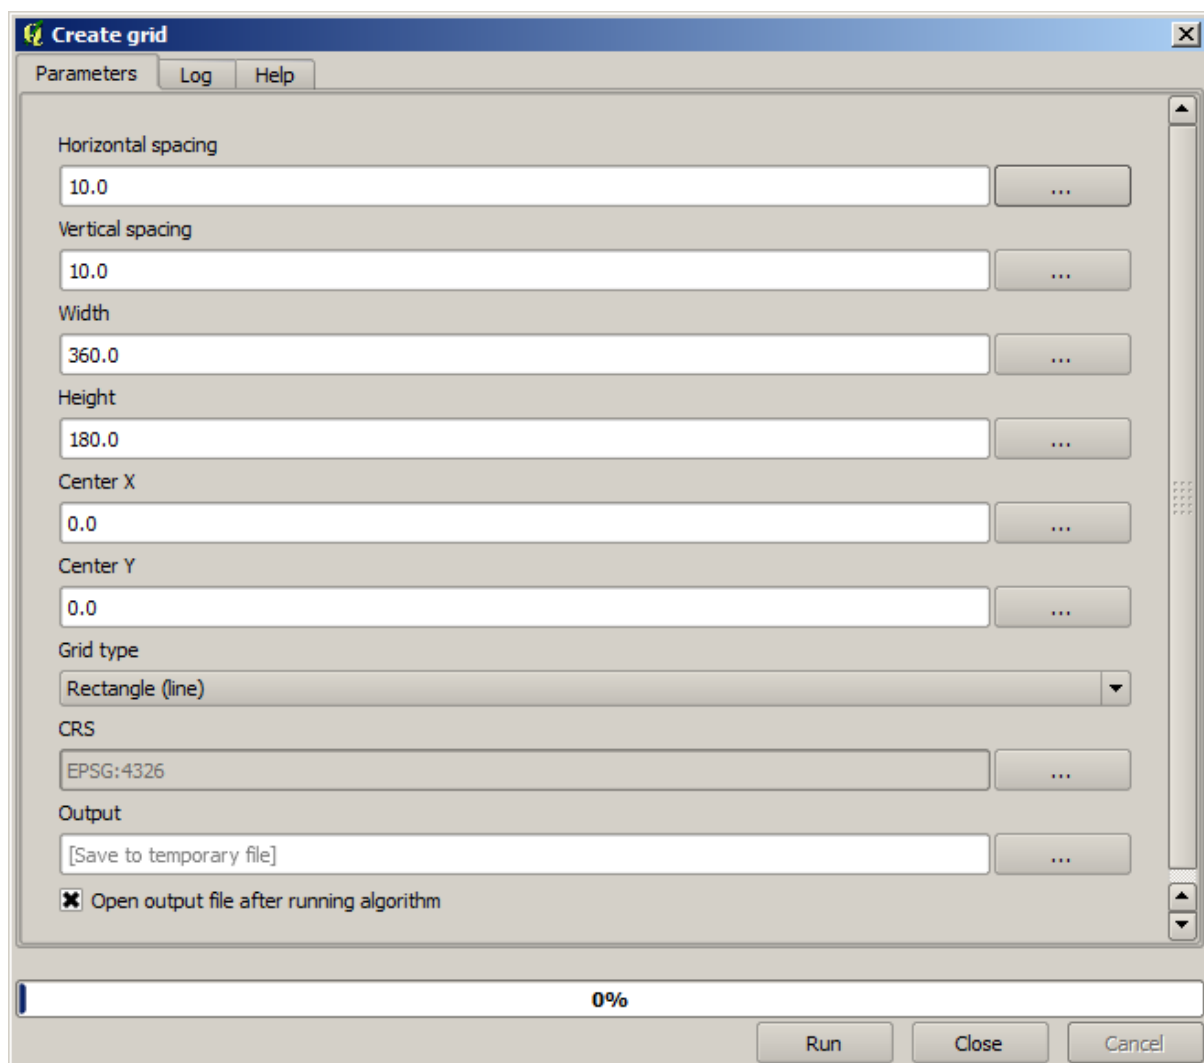 Create grid
Parameters Log Help
Horizontal spacing
10.0 ...
Vertical spacing
10.0 ...
Width
360.0 ...
Height
180.0 ...
Center X
0.0 ...
Center Y
0.0 ...
Grid type
Rectangle (line)
CRS
EPSG:4326 ...
Output
[Save to temporary file] ...
Open output file after running algorithm
0%
Run Close Cancel